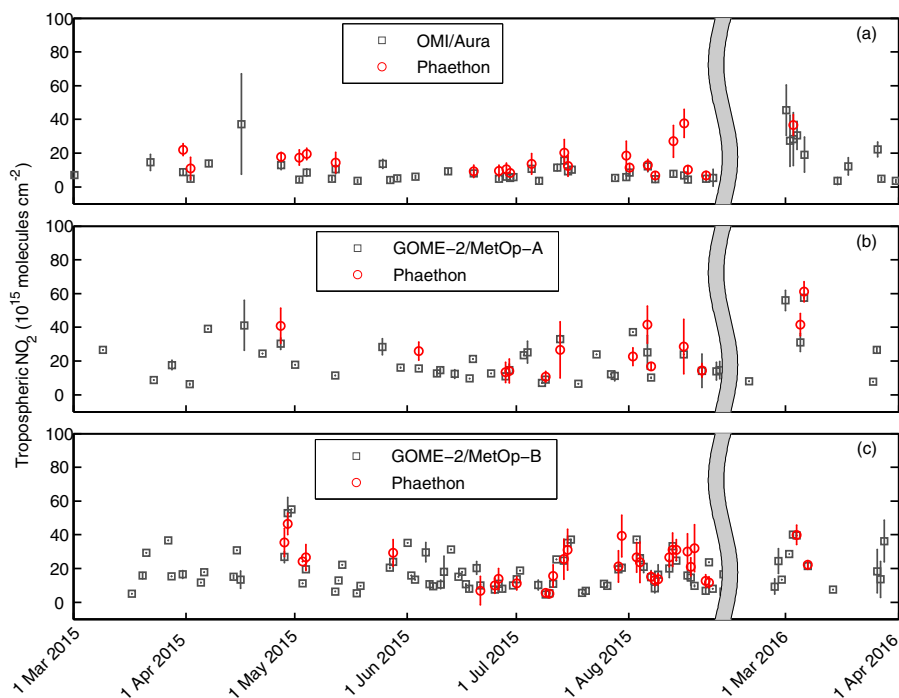 100
80
60
40
20
0
OMI/Aura
Phaethon
(a)
100
80
60
40
20
0
GOME−2/MetOp−A
Phaethon
(b)
100
80
60
40
20
0
GOME−2/MetOp−B
Phaethon
(c)
Tropospheric NO2 (10^15 molecules cm^−2)
1 Mar 2015
1 Apr 2015
1 May 2015
1 Jun 2015
1 Jul 2015
1 Aug 2015
1 Mar 2016
1 Apr 2016